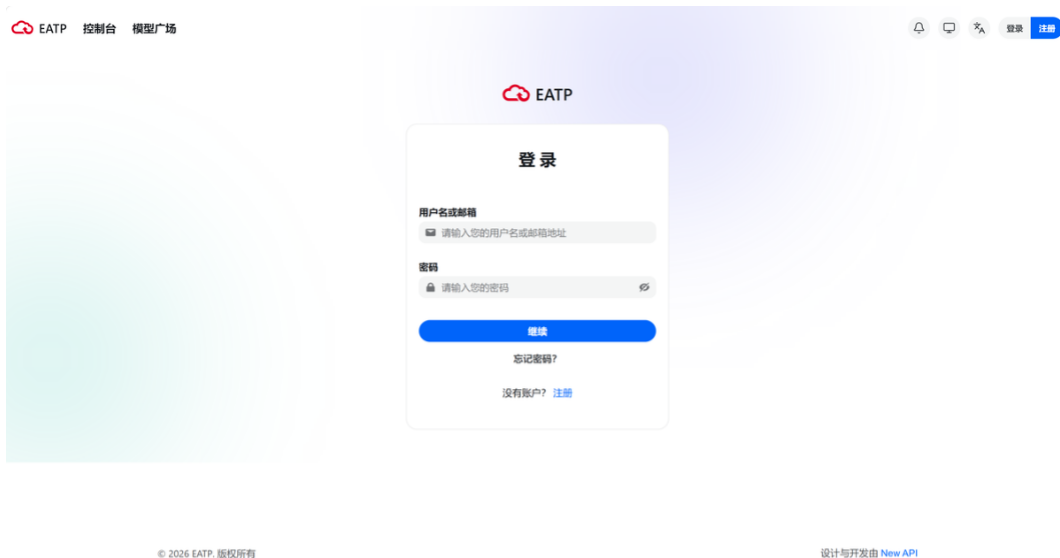 EATP 控制台 模型广场 登录 注册
EATP
登 录
用户名或邮箱
请输入您的用户名或邮箱地址
密码
请输入您的密码
继续
忘记密码?
没有账户? 注册
© 2026 EATP. 版权所有 设计与开发由 New API